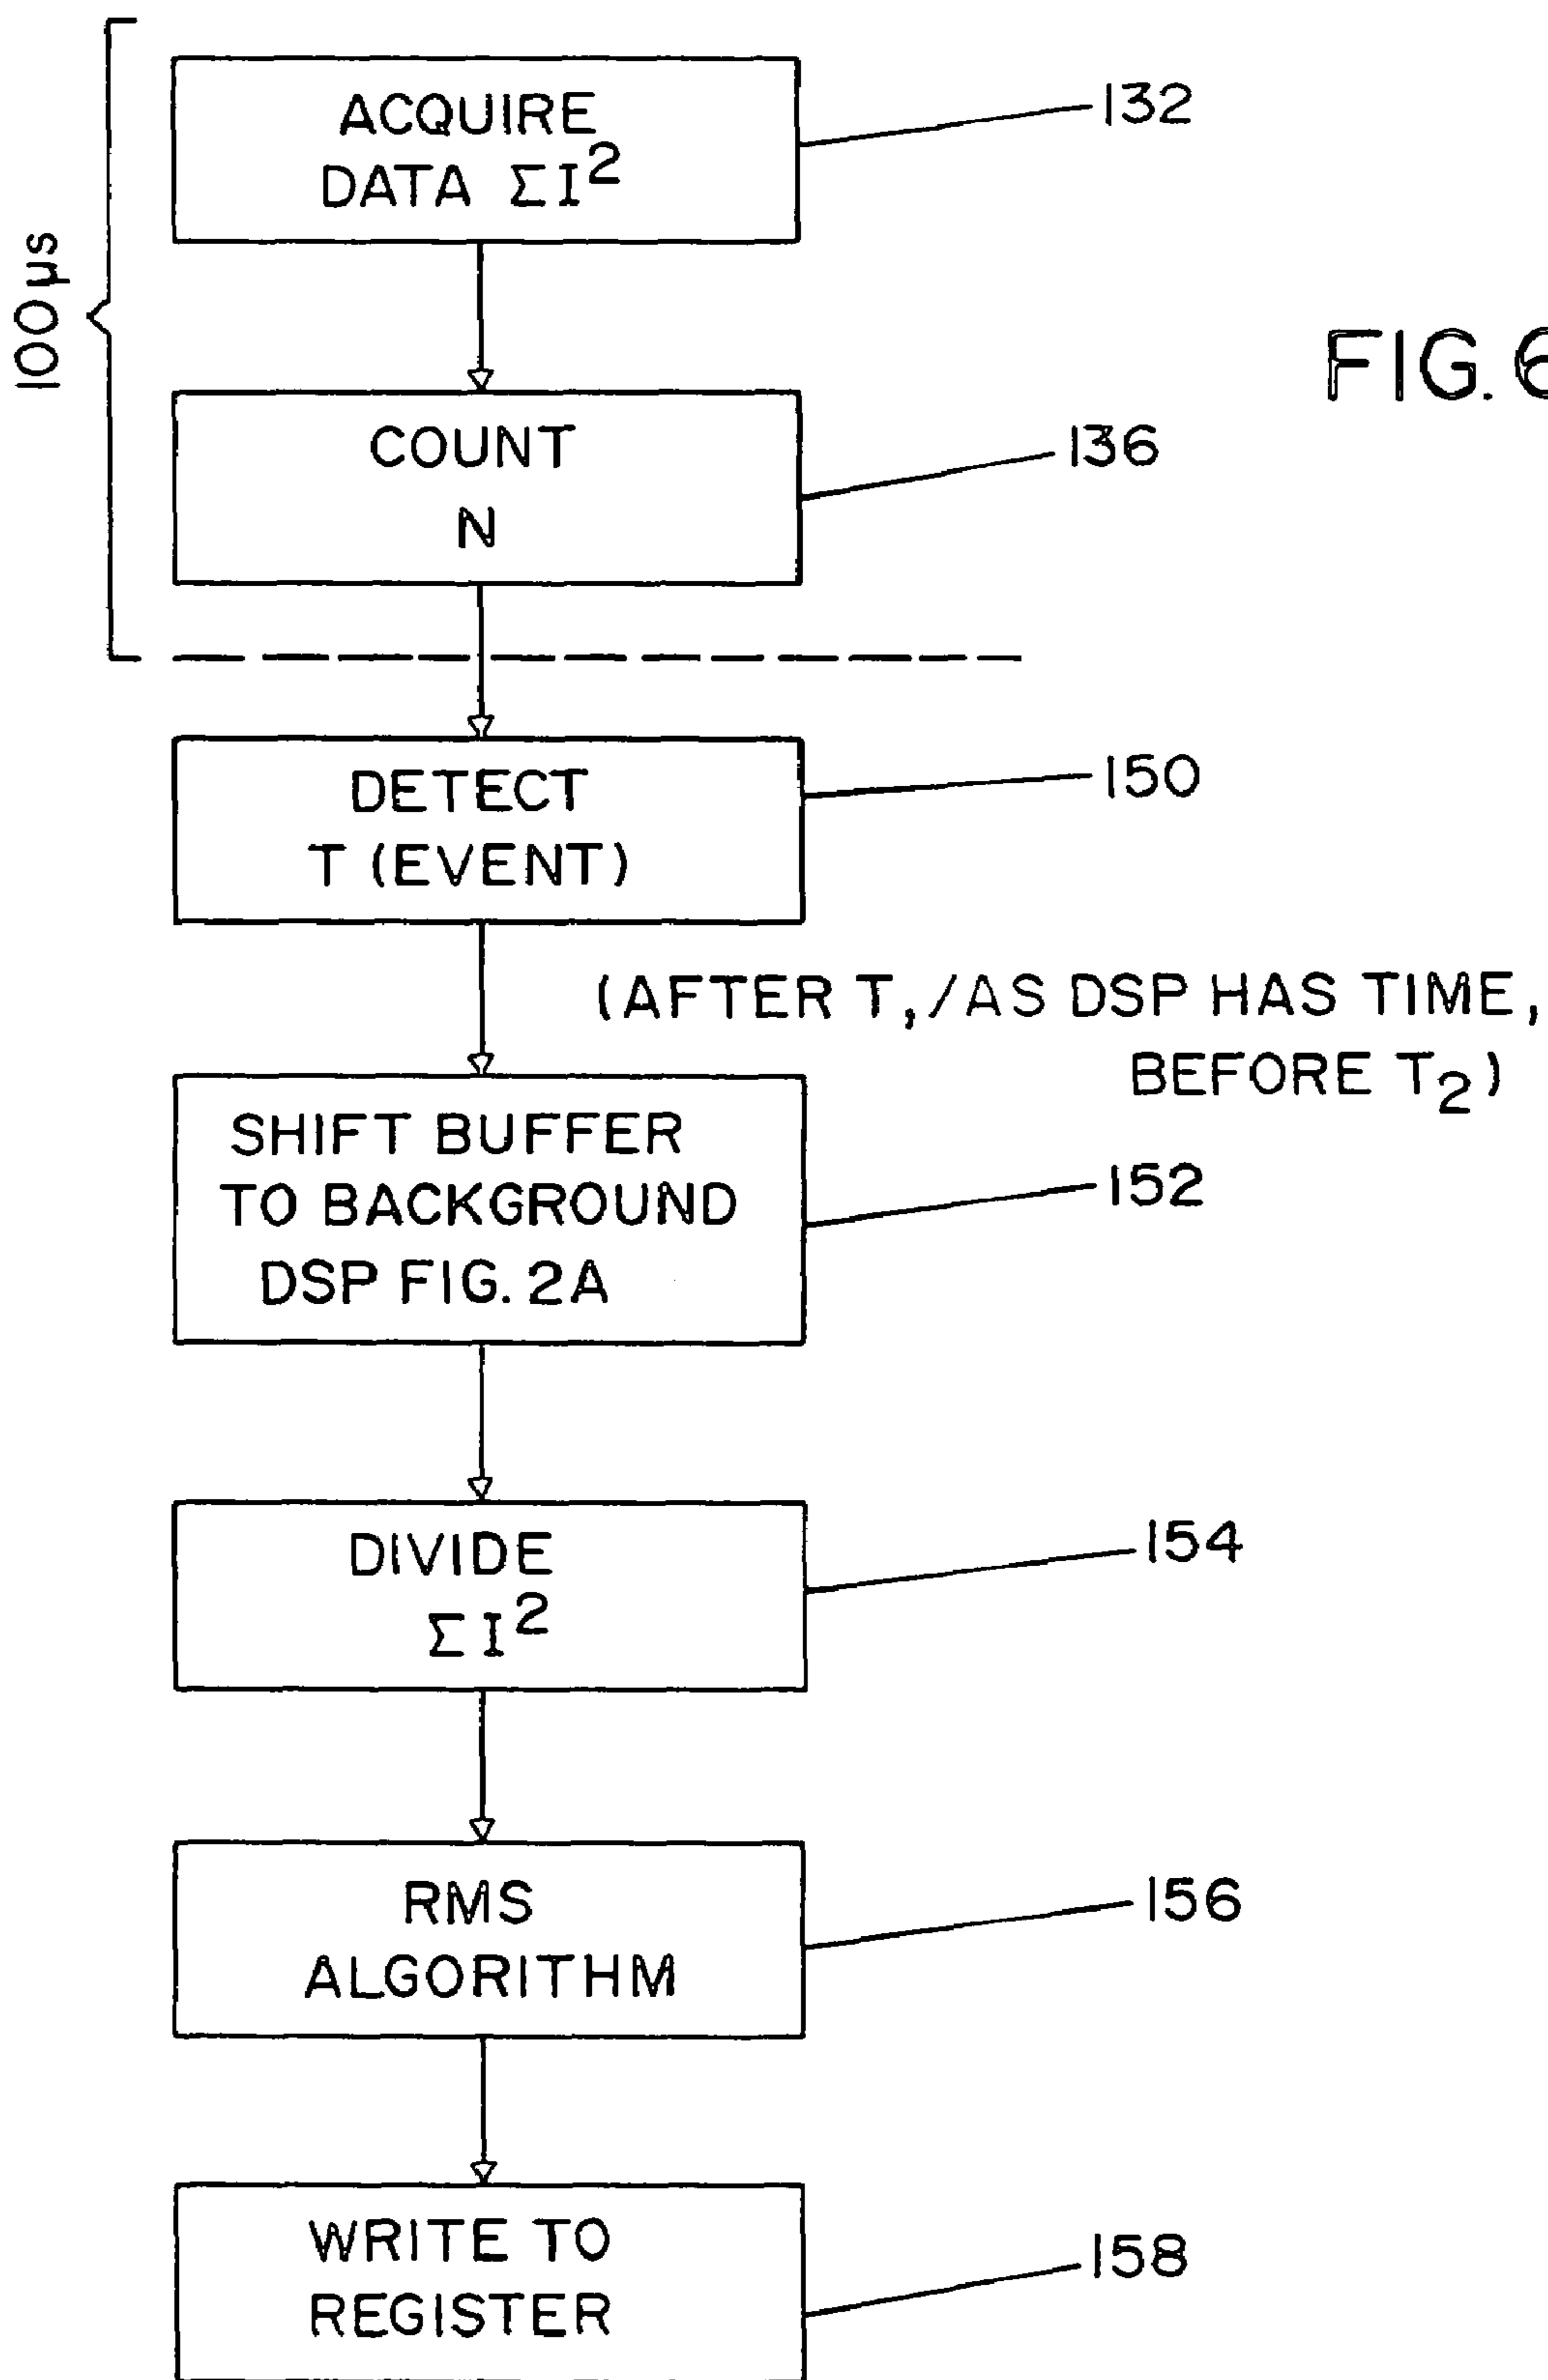 100µs
ACQUIRE
DATA ΣI²
132
COUNT
N
136
FIG. 6
DETECT
T (EVENT)
150
(AFTER T,/AS DSP HAS TIME,
BEFORE T₂)
SHIFT BUFFER
TO BACKGROUND
DSP FIG. 2A
152
DIVIDE
ΣI²
154
RMS
ALGORITHM
156
WRITE TO
REGISTER
158